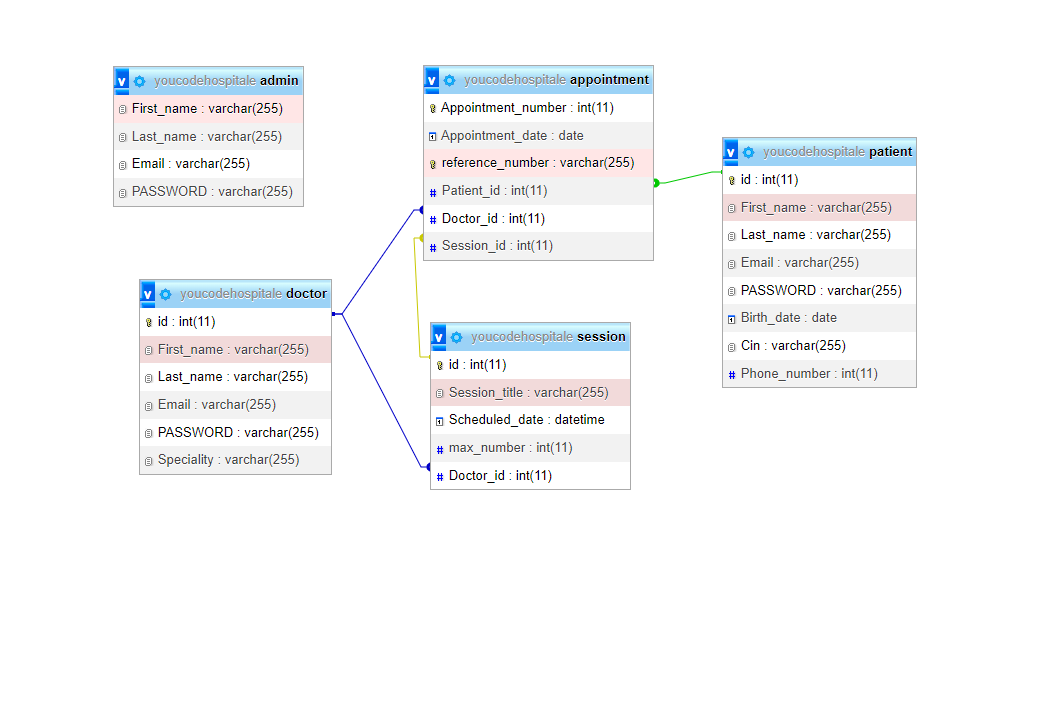 v youcodehospitale admin
First_name : varchar(255)
Last_name : varchar(255)
Email : varchar(255)
PASSWORD : varchar(255)
v youcodehospitale appointment
Appointment_number : int(11)
Appointment_date : date
reference_number : varchar(255)
# Patient_id : int(11)
# Doctor_id : int(11)
# Session_id : int(11)
v youcodehospitale patient
id : int(11)
First_name : varchar(255)
Last_name : varchar(255)
Email : varchar(255)
PASSWORD : varchar(255)
Birth_date : date
Cin : varchar(255)
# Phone_number : int(11)
v youcodehospitale doctor
id : int(11)
First_name : varchar(255)
Last_name : varchar(255)
Email : varchar(255)
PASSWORD : varchar(255)
Speciality : varchar(255)
v youcodehospitale session
id : int(11)
Session_title : varchar(255)
Scheduled_date : datetime
# max_number : int(11)
# Doctor_id : int(11)